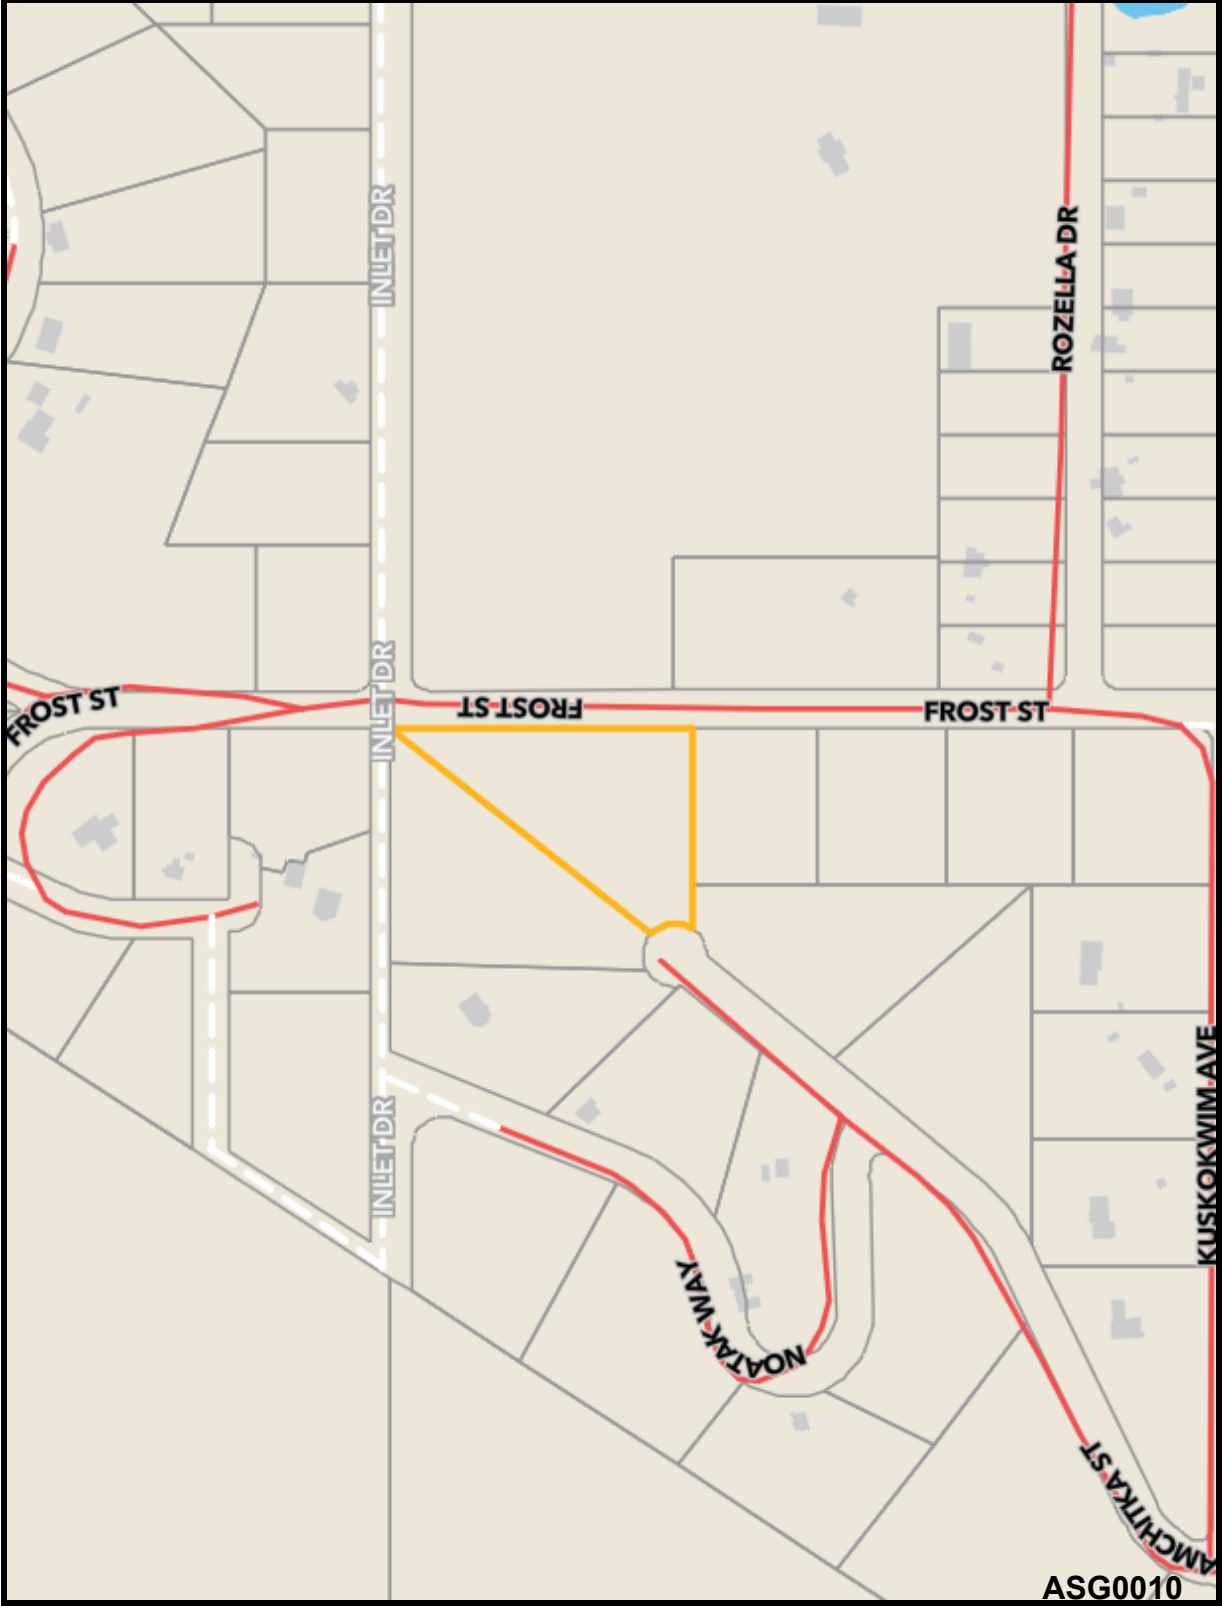 INLET DR
ROZELLA DR
INLET DR
FROST ST
FROST ST
FROST ST
KUSKOKWIM AVE
INLET DR
NOATAK WAY
AMCHITKA ST
ASG0010